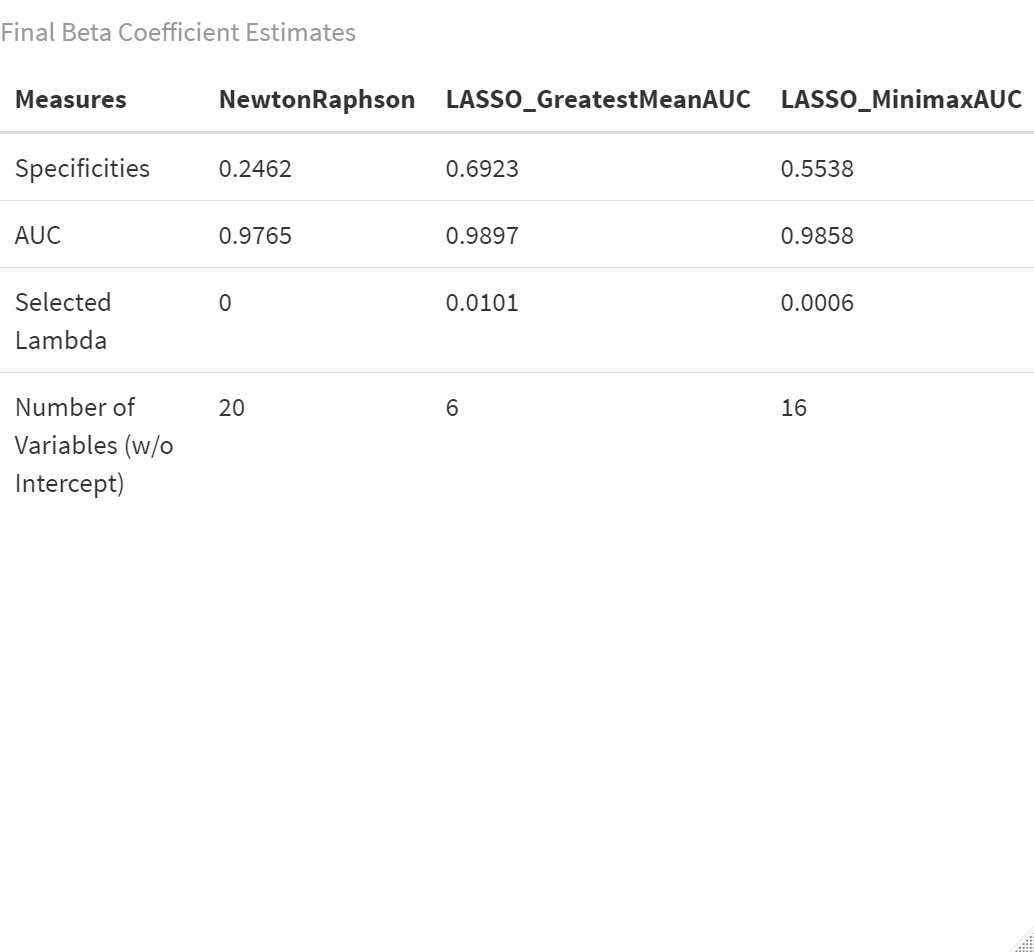 Final Beta Coefficient Estimates
Measures NewtonRaphson LASSO_GreatestMeanAUC LASSO_MinimaxAUC
Specificities 0.2462 0.6923 0.5538
AUC 0.9765 0.9897 0.9858
Selected 0 0.0101 0.0006
Lambda
Number of 20 6 16
Variables (w/o
Intercept)